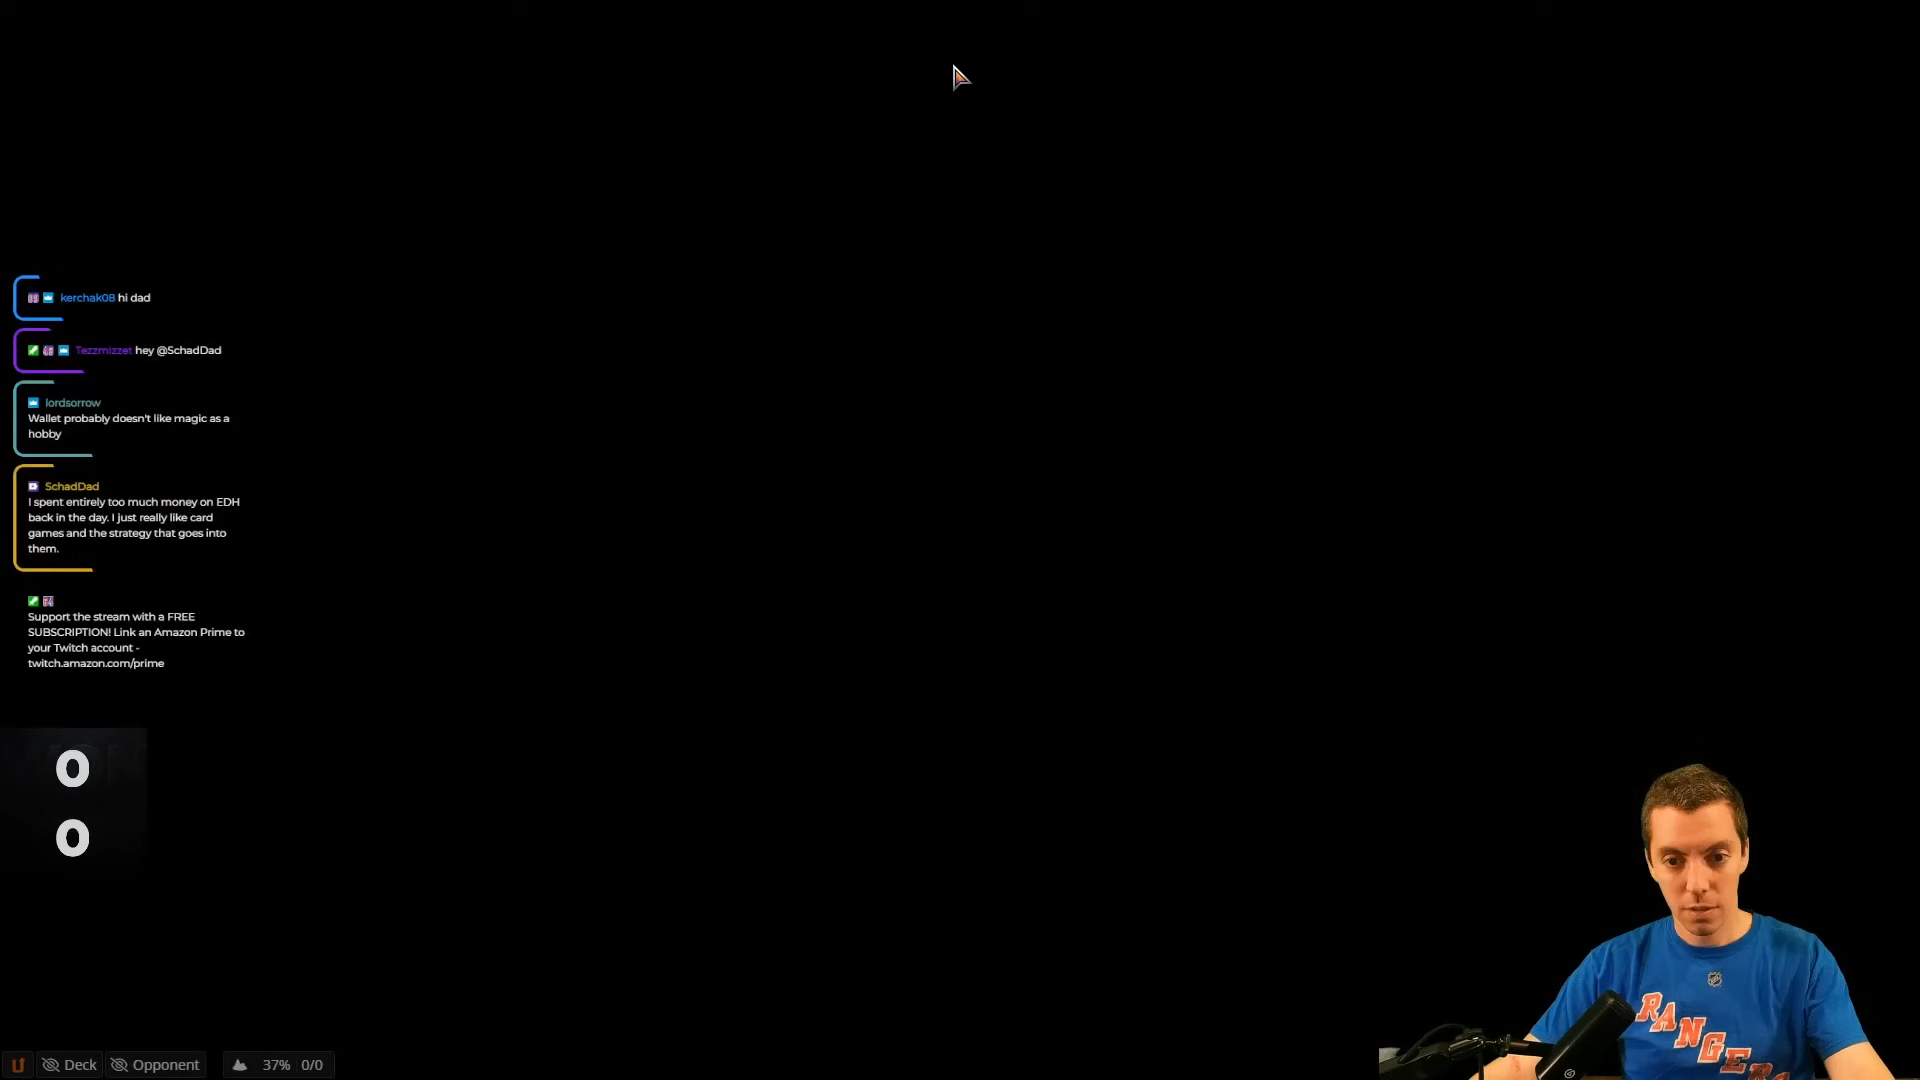 kerchak08 hi dad
Tezzmizzet hey @SchadDad
lordsorrow
Wallet probably doesn't like magic as a
hobby
SchadDad
I spent entirely too much money on EDH
back in the day. I just really like card
games and the strategy that goes into
them.
Support the stream with a FREE
SUBSCRIPTION! Link an Amazon Prime to
your Twitch account -
twitch.amazon.com/prime
0
0
Deck Opponent 37% 0/0
RANGERS